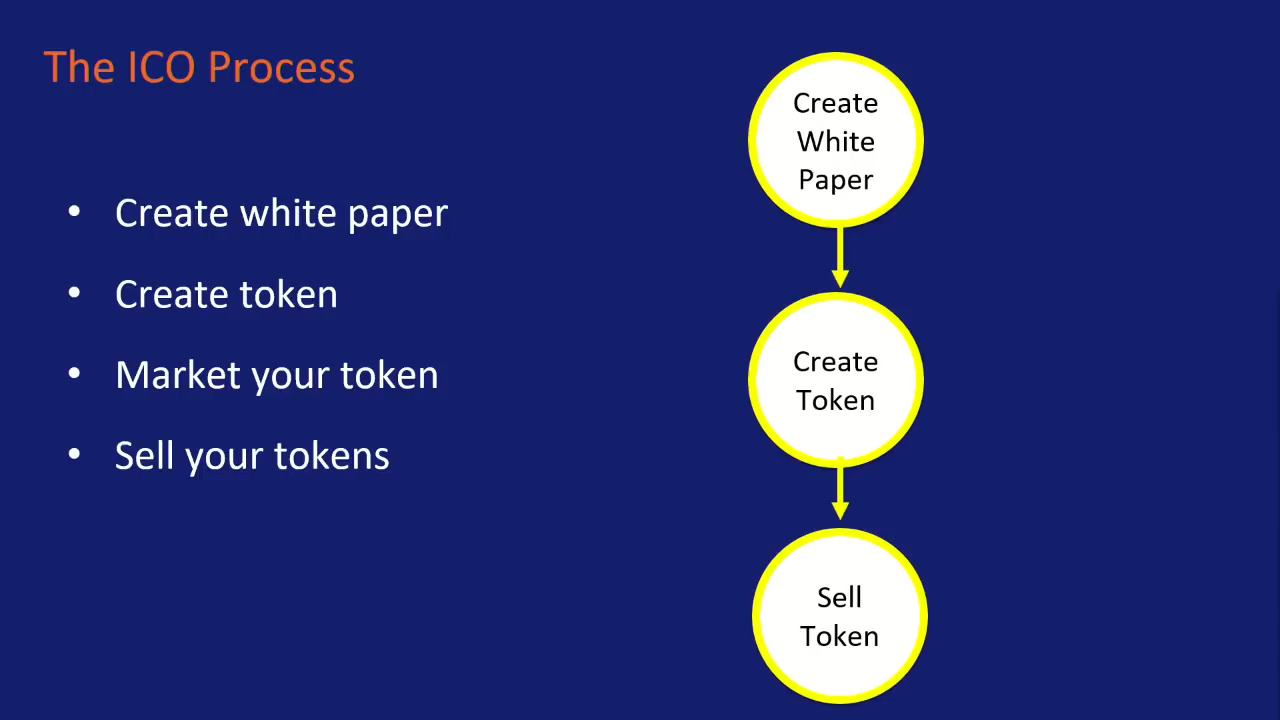 The ICO Process
• Create white paper
• Create token
• Market your token
• Sell your tokens
Create
White
Paper
Create
Token
Sell
Token